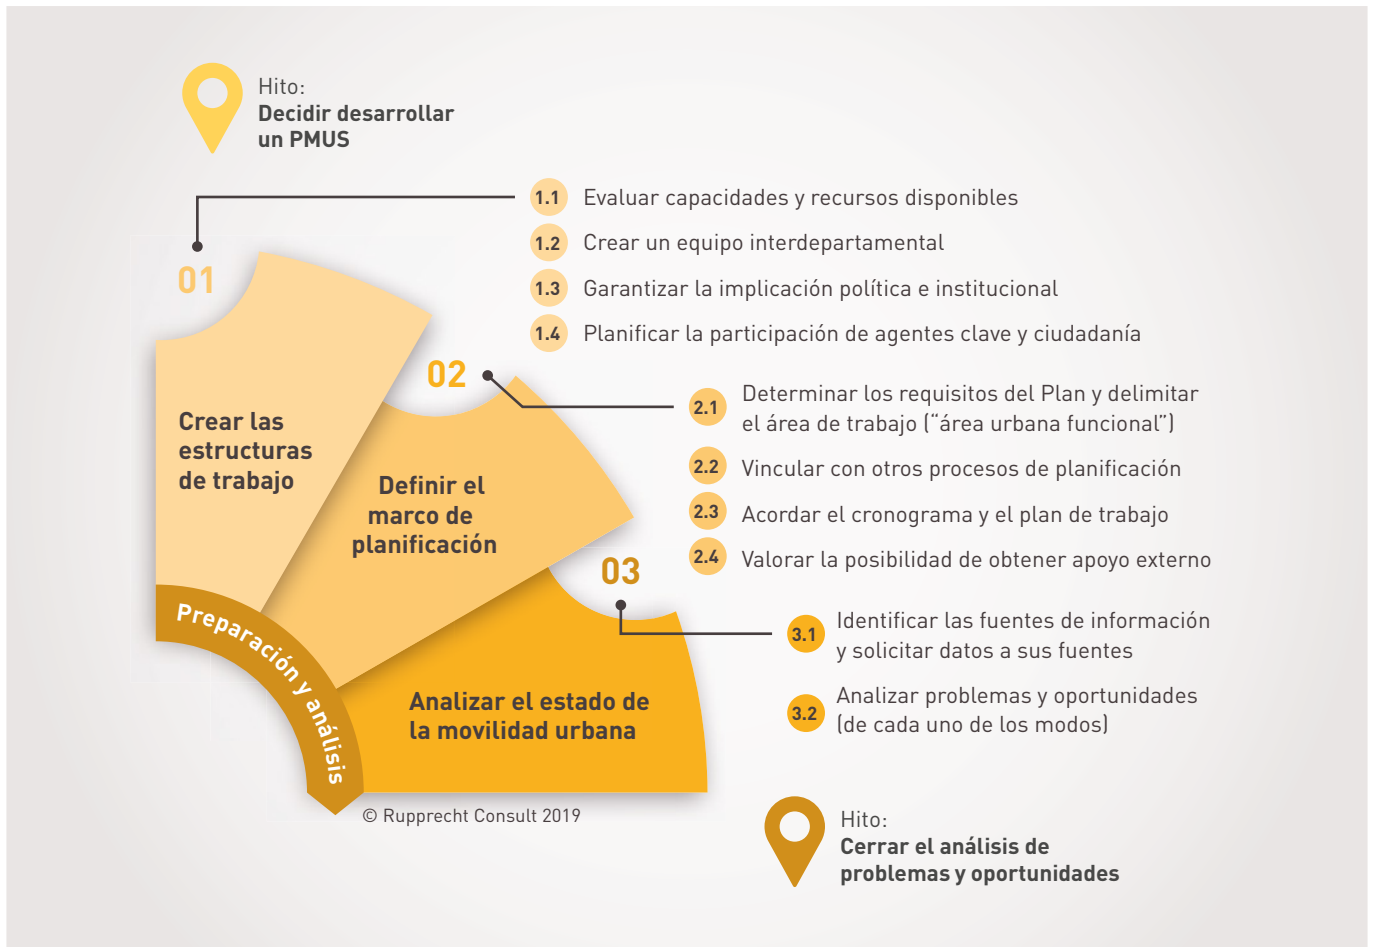 Hito:
Decidir desarrollar
un PMUS
01
1.1 Evaluar capacidades y recursos disponibles
1.2 Crear un equipo interdepartamental
1.3 Garantizar la implicación política e institucional
1.4 Planificar la participación de agentes clave y ciudadanía
Crear las
estructuras
de trabajo
02
2.1 Determinar los requisitos del Plan y delimitar
el área de trabajo (“área urbana funcional”)
2.2 Vincular con otros procesos de planificación
2.3 Acordar el cronograma y el plan de trabajo
2.4 Valorar la posibilidad de obtener apoyo externo
Definir el
marco de
planificación
03
3.1 Identificar las fuentes de información
y solicitar datos a sus fuentes
3.2 Analizar problemas y oportunidades
(de cada uno de los modos)
Analizar el estado de
la movilidad urbana
Preparación y análisis
© Rupprecht Consult 2019
Hito:
Cerrar el análisis de
problemas y oportunidades